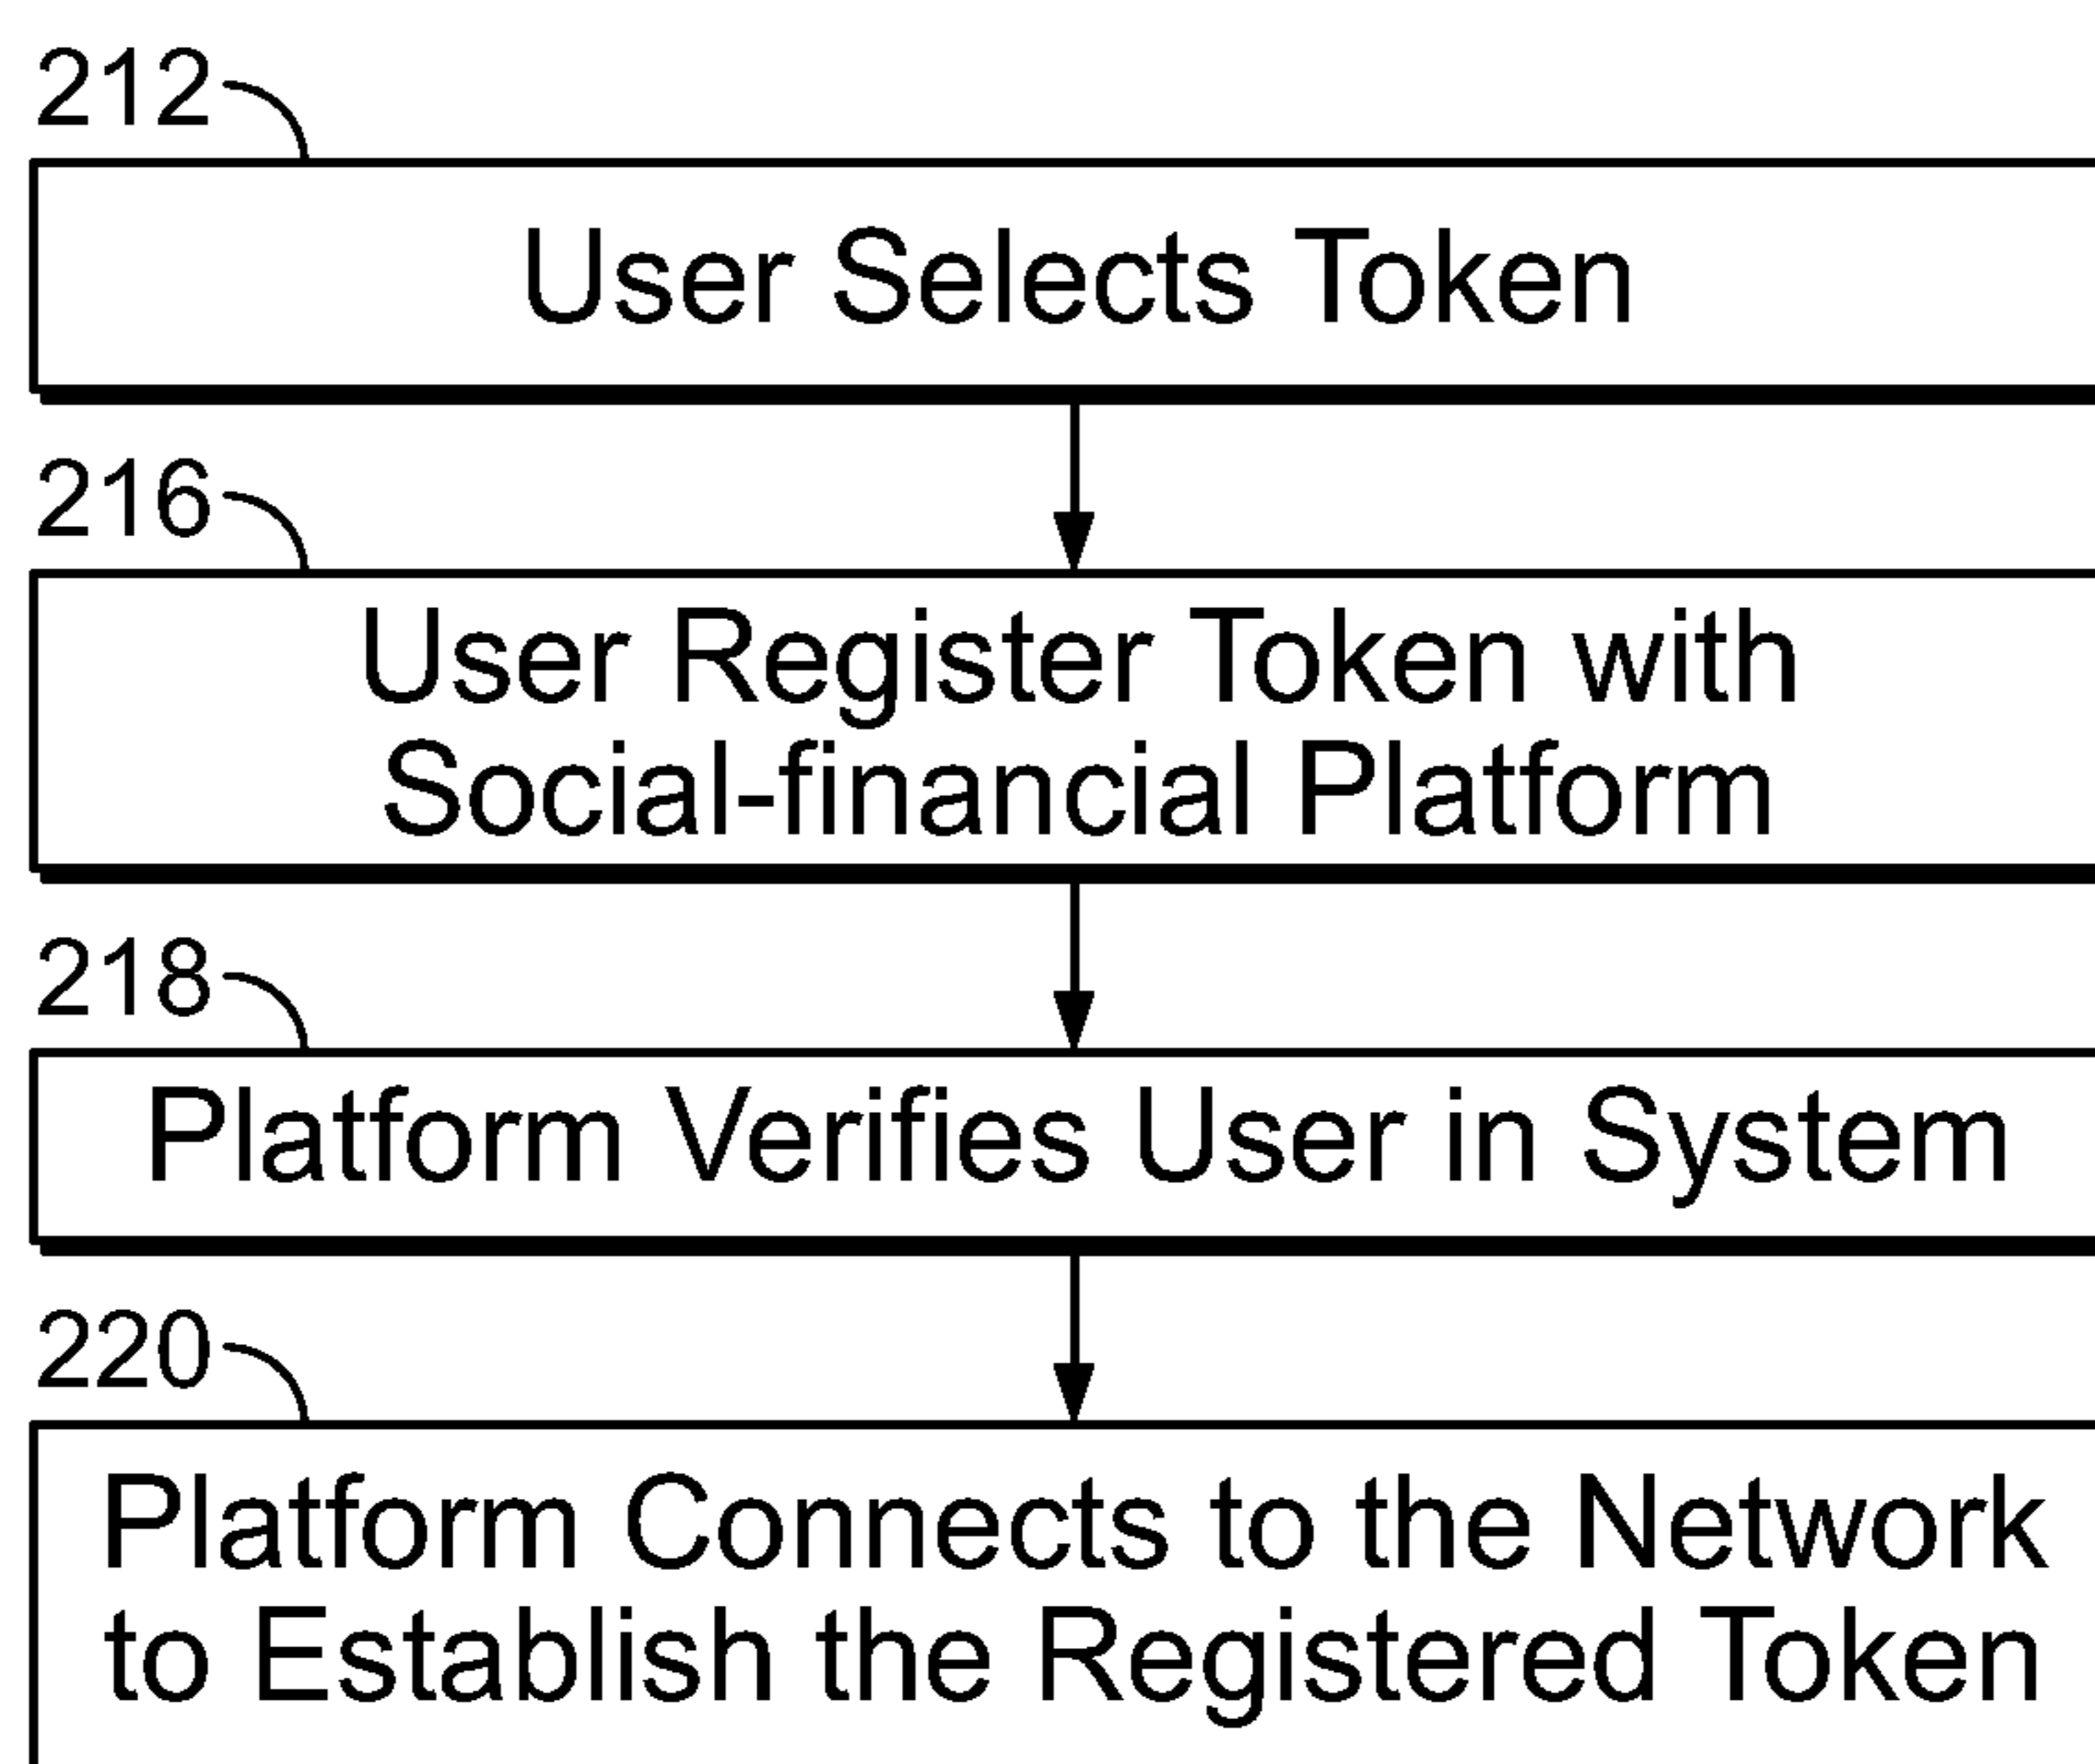 212
User Selects Token
216
User Register Token with
Social-financial Platform
218
Platform Verifies User in System
220
Platform Connects to the Network
to Establish the Registered Token